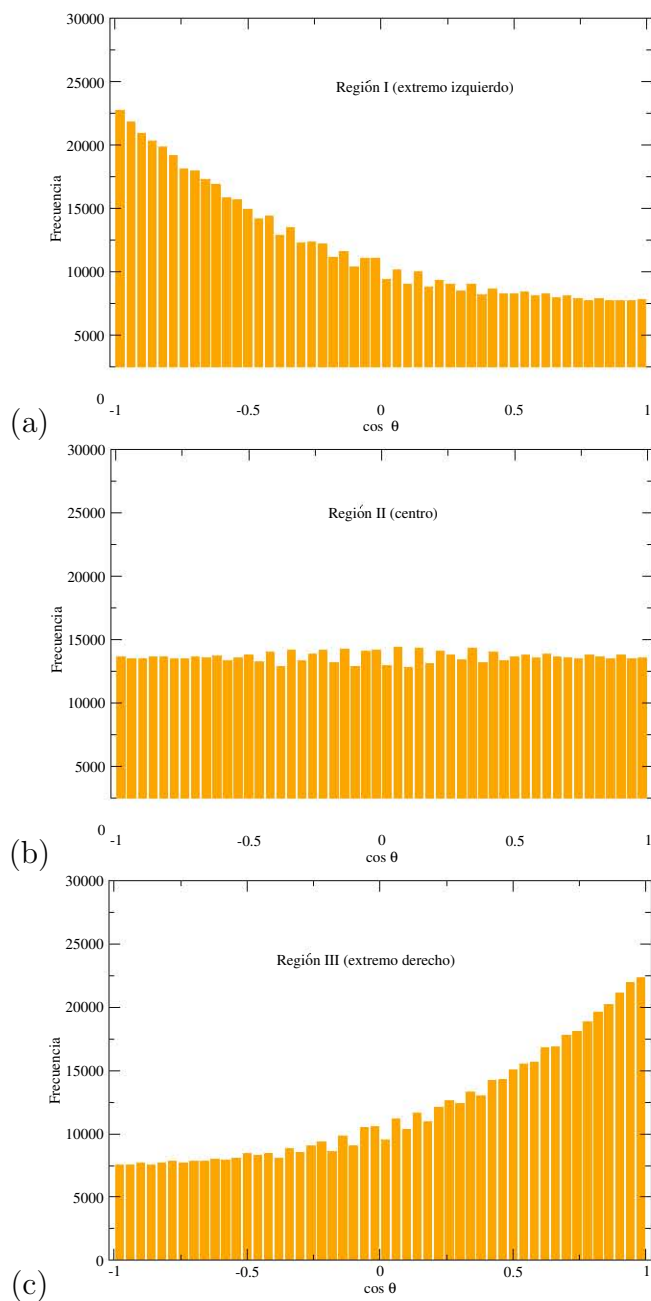 30000
25000
20000
15000
10000
5000
0
Frecuencia
Región I (extremo izquierdo)
-1 -0.5 0 0.5 1
cos θ
(a)
30000
25000
20000
15000
10000
5000
0
Frecuencia
Región II (centro)
-1 -0.5 0 0.5 1
cos θ
(b)
30000
25000
20000
15000
10000
5000
0
Frecuencia
Región III (extremo derecho)
-1 -0.5 0 0.5 1
cos θ
(c)